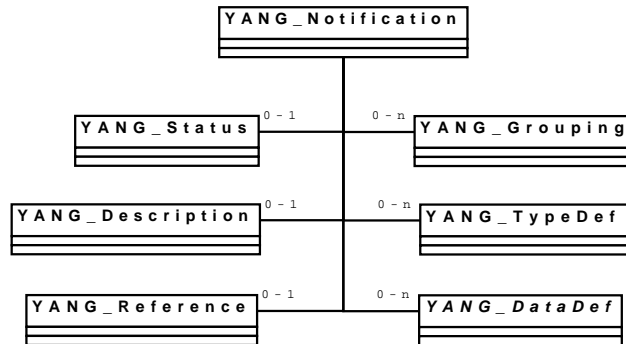 YANG_Notification
0-1 0-n
YANG_Status YANG_Grouping
0-1 0-n
YANG_Description YANG_TypeDef
0-1 0-n
YANG_Reference YANG_DataDef